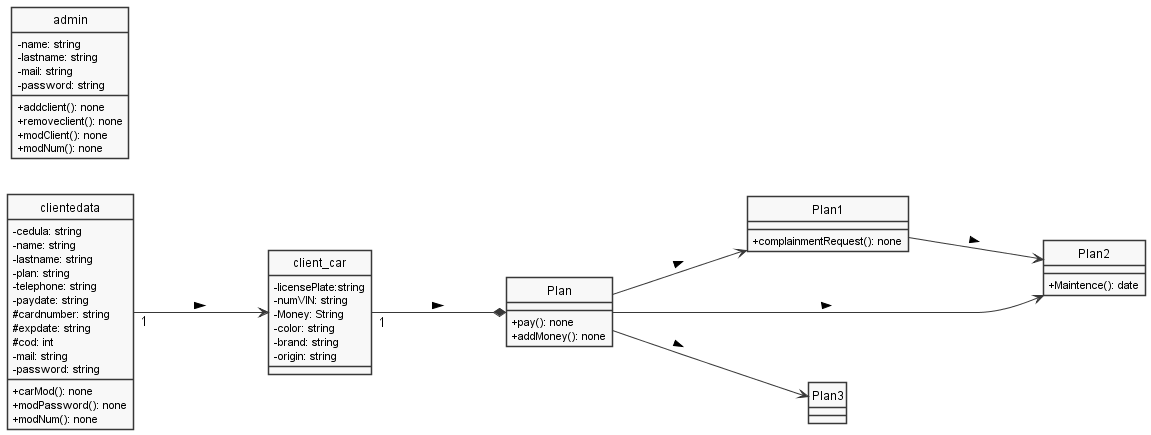 admin
-name: string
-lastname: string
-mail: string
-password: string
+addclient(): none
+removeclient(): none
+modClient(): none
+modNum(): none
clientedata
-cedula: string
-name: string
-lastname: string
-plan: string
-telephone: string
-paydate: string
#cardnumber: string
#expdate: string
#cod: int
-mail: string
-password: string
+carMod(): none
+modPassword(): none
+modNum(): none
1
client_car
-licensePlate:string
-numVIN: string
-Money: String
-color: string
-brand: string
-origin: string
1
Plan
+pay(): none
+addMoney(): none
Plan1
+complainmentRequest(): none
Plan2
+Maintence(): date
Plan3